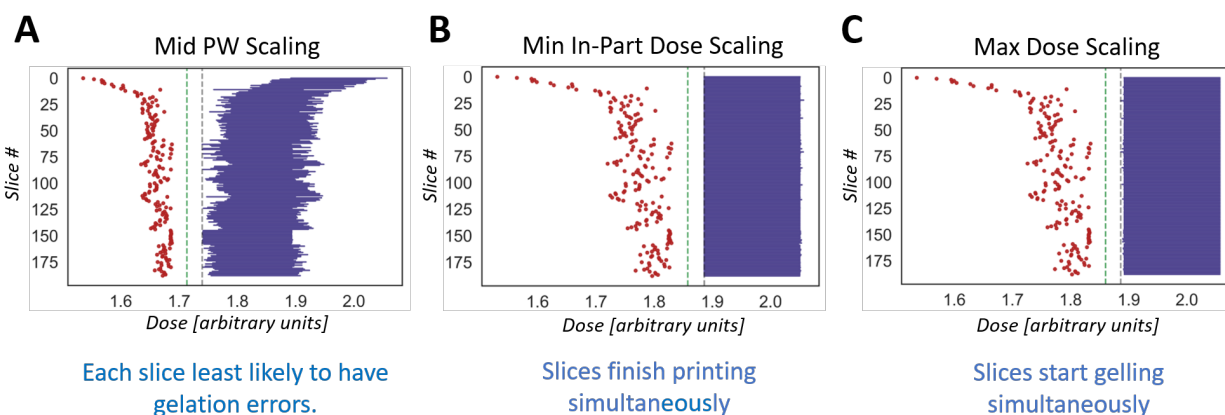 A
Mid PW Scaling
0
25
50
75
100
125
150
175
Slice #
1.6 1.7 1.8 1.9 2.0
Dose [arbitrary units]
Each slice least likely to have
gelation errors.
B
Min In-Part Dose Scaling
0
25
50
75
100
125
150
175
Slice #
1.6 1.7 1.8 1.9 2.0
Dose [arbitrary units]
Slices finish printing
simultaneously
C
Max Dose Scaling
0
25
50
75
100
125
150
175
Slice #
1.6 1.7 1.8 1.9 2.0
Dose [arbitrary units]
Slices start gelling
simultaneously